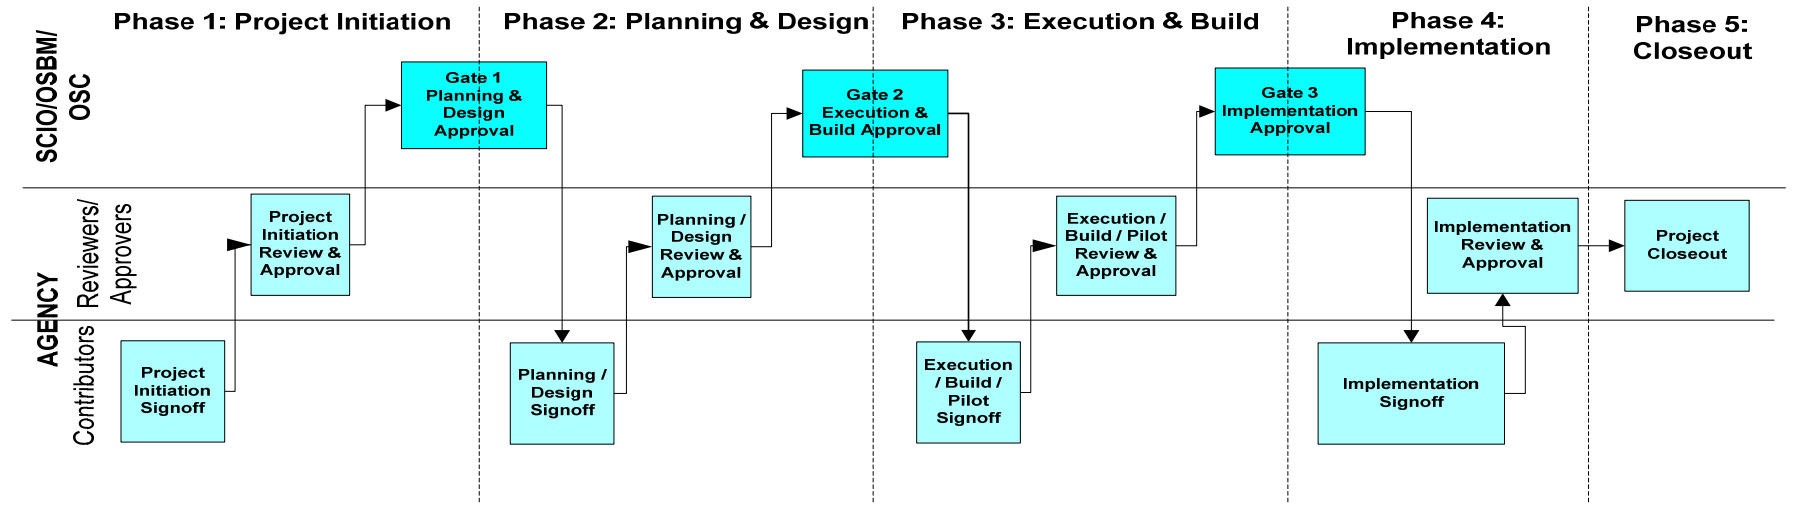 Phase 1: Project Initiation
Phase 2: Planning & Design
Phase 3: Execution & Build
Phase 4:
Implementation
Phase 5:
Closeout
SCIO/OSBM/
OSC
Gate 1
Planning &
Design
Approval
Gate 2
Execution &
Build Approval
Gate 3
Implementation
Approval
AGENCY
Reviewers/
Approvers
Project
Initiation
Review &
Approval
Planning /
Design
Review &
Approval
Execution /
Build / Pilot
Review &
Approval
Implementation
Review &
Approval
Project
Closeout
Contributors
Project
Initiation
Signoff
Planning /
Design
Signoff
Execution
/ Build /
Pilot
Signoff
Implementation
Signoff